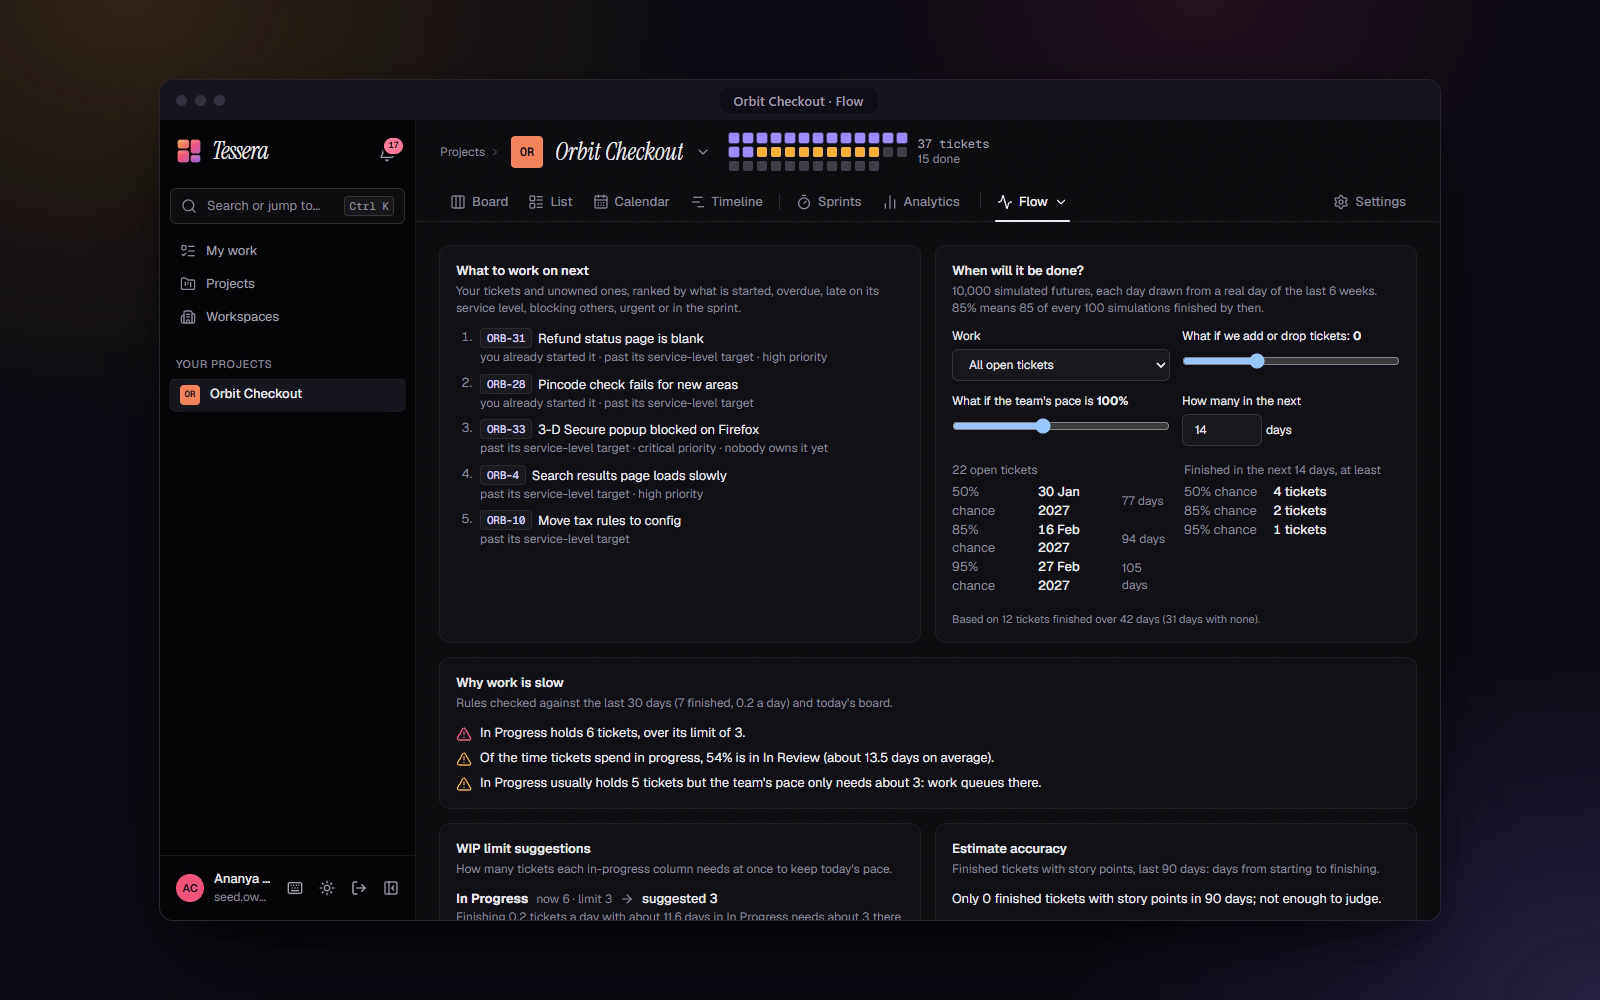 Orbit Checkout · Flow
Tessera
17
Search or jump to...
Ctrl K
My work
Projects
Workspaces
YOUR PROJECTS
OR
Orbit Checkout
AC
Ananya ...
seed.ow...
Projects
OR
Orbit Checkout
37 tickets
15 done
Board
List
Calendar
Timeline
Sprints
Analytics
Flow
Settings
What to work on next
Your tickets and unowned ones, ranked by what is started, overdue, late on its
service level, blocking others, urgent or in the sprint.
1. ORB-31 Refund status page is blank
you already started it · past its service-level target · high priority
2. ORB-28 Pincode check fails for new areas
you already started it · past its service-level target
3. ORB-33 3-D Secure popup blocked on Firefox
past its service-level target · critical priority · nobody owns it yet
4. ORB-4 Search results page loads slowly
past its service-level target · high priority
5. ORB-10 Move tax rules to config
past its service-level target
When will it be done?
10,000 simulated futures, each day drawn from a real day of the last 6 weeks.
85% means 85 of every 100 simulations finished by then.
Work
All open tickets
What if we add or drop tickets: 0
What if the team's pace is 100%
How many in the next
14 days
22 open tickets
50% chance 30 Jan 2027 77 days
85% chance 16 Feb 2027 94 days
95% chance 27 Feb 2027 105 days
Finished in the next 14 days, at least
50% chance 4 tickets
85% chance 2 tickets
95% chance 1 tickets
Based on 12 tickets finished over 42 days (31 days with none).
Why work is slow
Rules checked against the last 30 days (7 finished, 0.2 a day) and today's board.
In Progress holds 6 tickets, over its limit of 3.
Of the time tickets spend in progress, 54% is in In Review (about 13.5 days on average).
In Progress usually holds 5 tickets but the team's pace only needs about 3: work queues there.
WIP limit suggestions
How many tickets each in-progress column needs at once to keep today's pace.
In Progress now 6 · limit 3 → suggested 3
Finishing 0.2 tickets a day with about 11.6 days in In Progress needs about 3 there
Estimate accuracy
Finished tickets with story points, last 90 days: days from starting to finishing.
Only 0 finished tickets with story points in 90 days; not enough to judge.